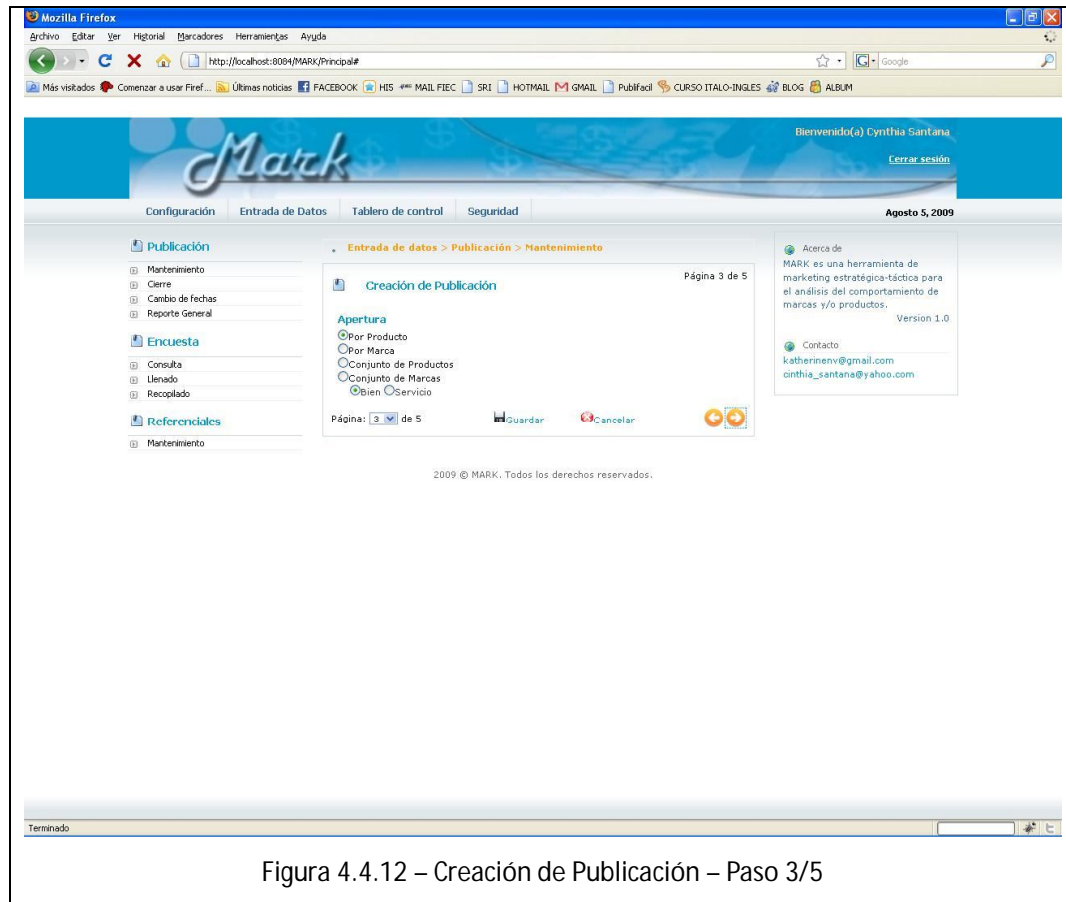 Mozilla Firefox
Archivo Editar Ver Historial Marcadores Herramientas Ayuda
http://localhost:8084/MARK/Principal#
G Google
Más visitados Comenzar a usar Firef... Últimas noticias FACEBOOK HI5 MAIL FIEC SRI HOTMAIL GMAIL Publifacil CURSO ITALO-INGLES BLOG ALBUM
Mark
Bienvenido(a) Cynthia Santana
Cerrar sesión
Configuración Entrada de Datos Tablero de control Seguridad
Agosto 5, 2009
Publicación
Mantenimiento
Cierre
Cambio de fechas
Reporte General
Encuesta
Consulta
Llenado
Recopilado
Referenciales
Mantenimiento
Entrada de datos > Publicación > Mantenimiento
Página 3 de 5
Creación de Publicación
Apertura
Por Producto
Por Marca
Conjunto de Productos
Conjunto de Marcas
Bien Servicio
Página: 3 de 5 Guardar Cancelar
Acerca de
MARK es una herramienta de
marketing estratégica-táctica para
el análisis del comportamiento de
marcas y/o productos.
Version 1.0
Contacto
katherinenv@gmail.com
cinthia_santana@yahoo.com
2009 © MARK. Todos los derechos reservados.
Terminado
Figura 4.4.12 – Creación de Publicación – Paso 3/5